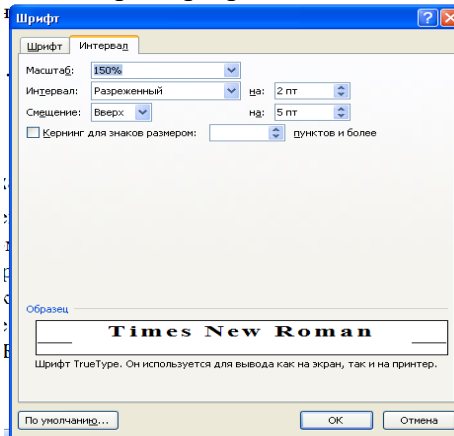 Шрифт
Шрифт Интервал
Масштаб: 150%
Интервал: Разреженный на: 2 пт
Смещение: Вверх на: 5 пт
Кернинг для знаков размером: пунктов и более
Образец
Times New Roman
Шрифт TrueType. Он используется для вывода как на экран, так и на принтер.
По умолчанию... ОК Отмена